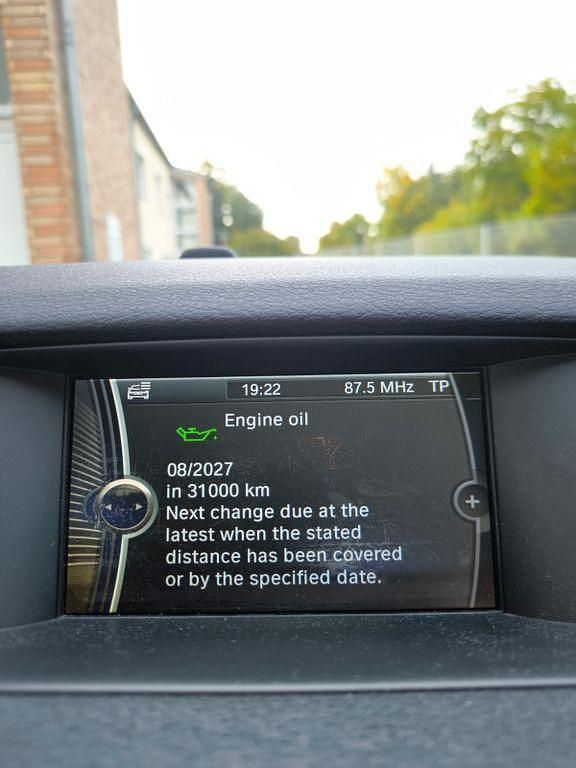 19:22 87.5 MHz TP
Engine oil
08/2027
in 31000 km
Next change due at the
latest when the stated
distance has been covered
or by the specified date.
+